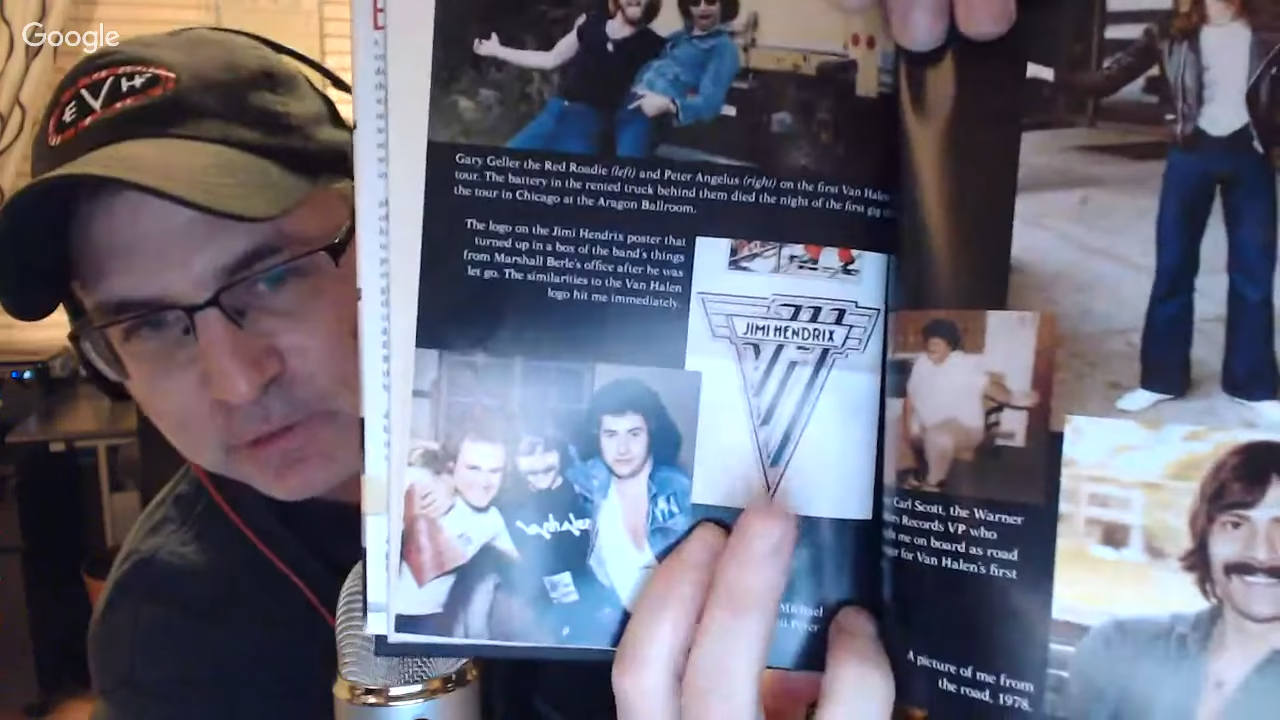 Google
EVH
Gary Geller the Red Roadie (left) and Peter Angelus (right) on the first Van Halen
tour. The battery in the rented truck behind them died the night of the first gig
the tour in Chicago at the Aragon Ballroom.
The logo on the Jimi Hendrix poster that
turned up in a box of the band's things
from Marshall Berle's office after he was
let go. The similarities to the Van Halen
logo hit me immediately.
JIMI HENDRIX
van halen
Carl Scott, the Warner
Records VP who
me on board as road
for Van Halen's first
Michael
A picture of me from
the road, 1978.